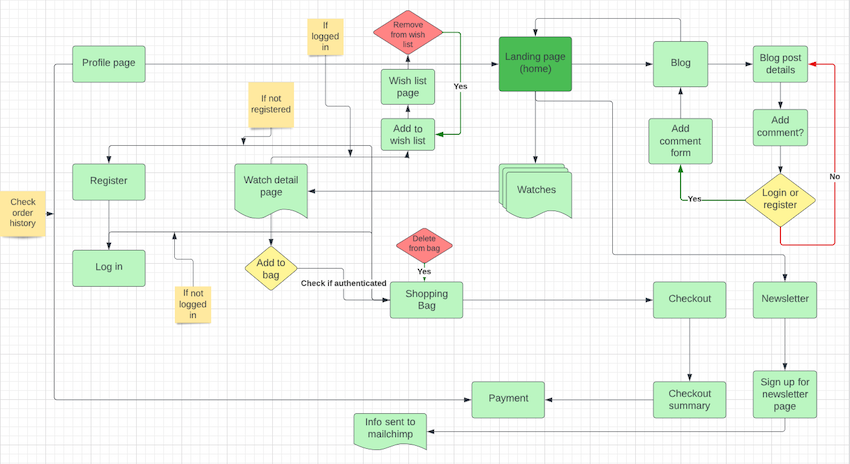 If
logged
in
Remove
from wish
list
Profile page
Landing page
(home)
Blog
Blog post
details
Wish list
page
Yes
If not
registered
Add to
wish list
Add
comment
form
Add
comment?
Register
Watch detail
page
Watches
Login or
register
No
Yes
Check
order
history
Log in
Add to
bag
Delete
from bag
Yes
Check if authenticated
If not
logged
in
Shopping
Bag
Checkout
Newsletter
Payment
Checkout
summary
Sign up for
newsletter
page
Info sent to
mailchimp